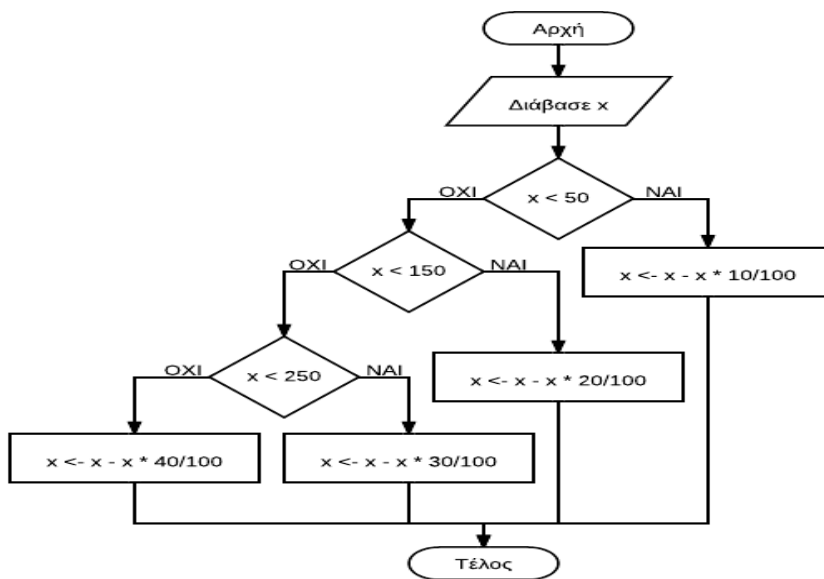 Αρχή
Διάβασε x
ΟΧΙ
x < 50
ΝΑΙ
ΟΧΙ
x < 150
ΝΑΙ
x <- x - x * 10/100
ΟΧΙ
x < 250
ΝΑΙ
x <- x - x * 20/100
x <- x - x * 40/100
x <- x - x * 30/100
Τέλος